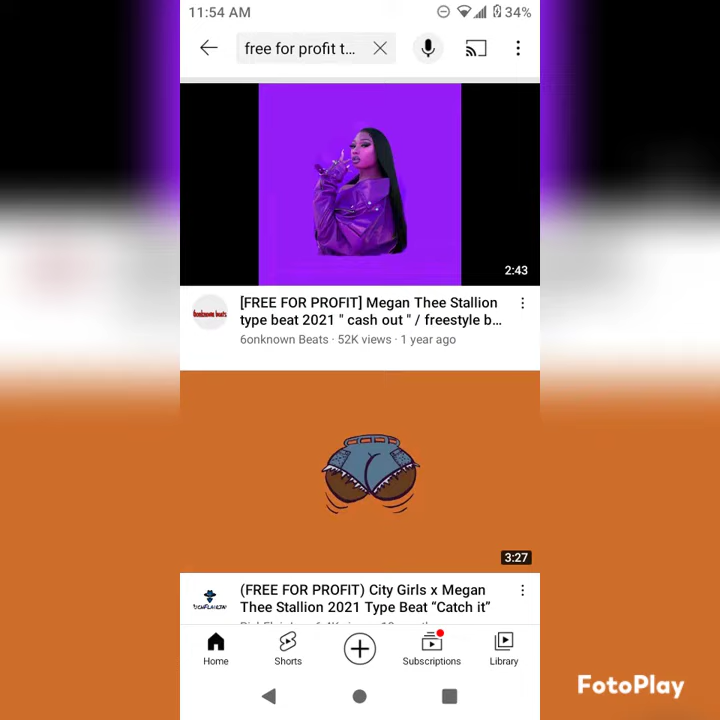 11:54 AM
34%
free for profit t...
2:43
[FREE FOR PROFIT] Megan Thee Stallion
type beat 2021 " cash out " / freestyle b...
6onknown Beats · 52K views · 1 year ago
3:27
(FREE FOR PROFIT) City Girls x Megan
Thee Stallion 2021 Type Beat “Catch it”
Home
Shorts
Subscriptions
Library
FotoPlay